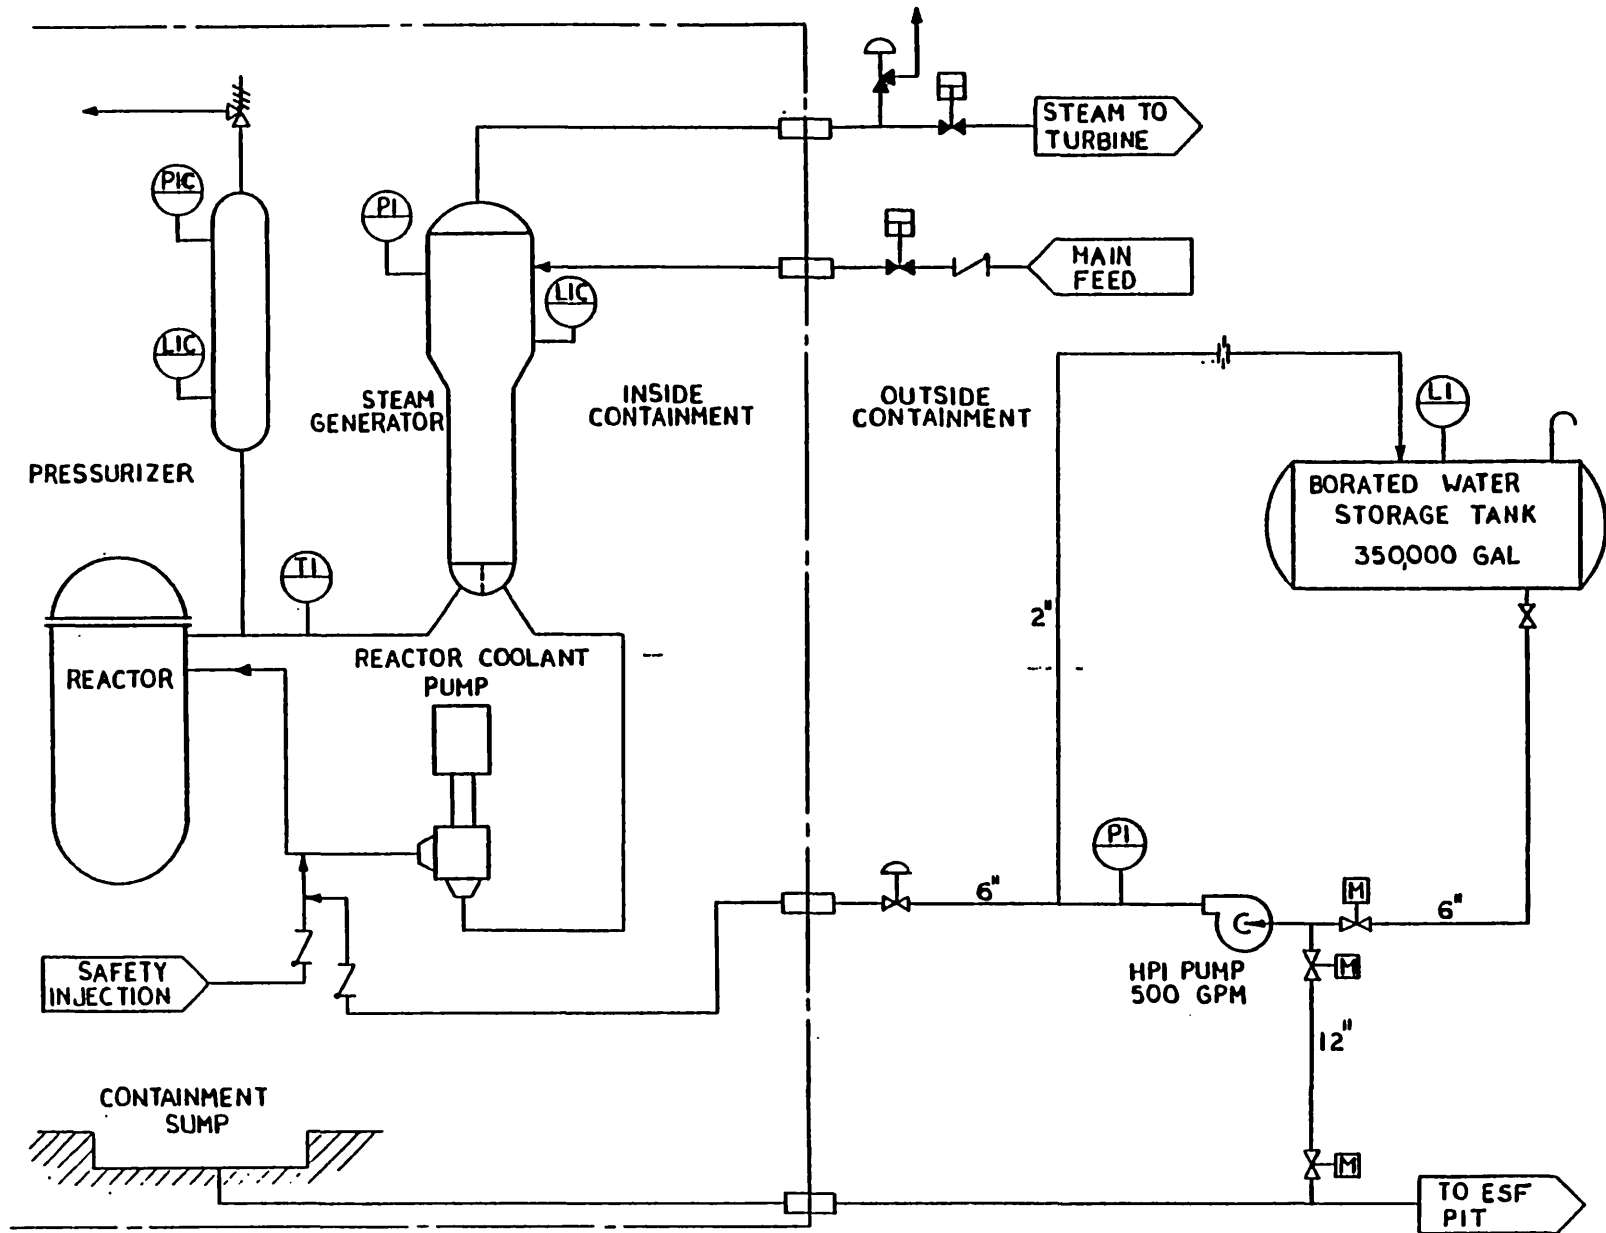 STEAM TO
TURBINE
PIC
PI
MAIN
FEED
LIC
LIC
INSIDE
CONTAINMENT
OUTSIDE
CONTAINMENT
LI
STEAM
GENERATOR
PRESSURIZER
BORATED WATER
STORAGE TANK
350,000 GAL
TI
2"
REACTOR COOLANT
PUMP
REACTOR
PI
6"
M
6"
C
SAFETY
INJECTION
HPI PUMP
500 GPM
M
12"
CONTAINMENT
SUMP
M
TO ESF
PIT